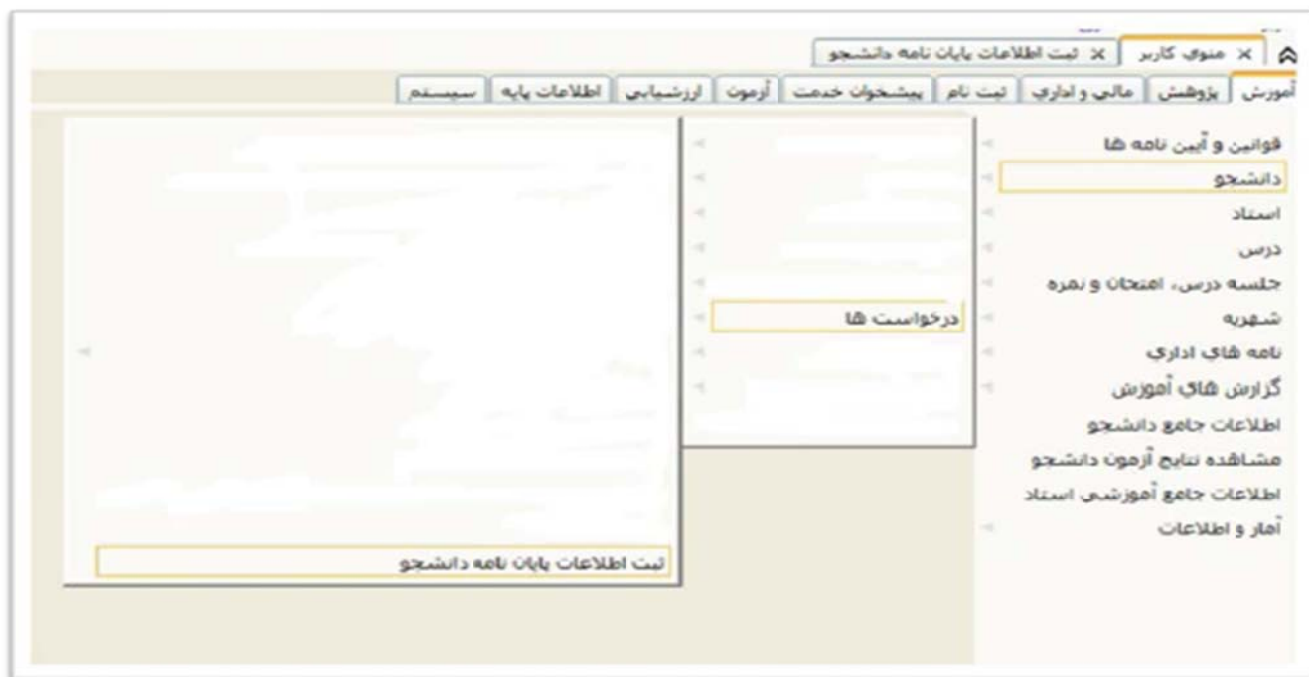 منوی کاربر ثبت اطلاعات پایان نامه دانشجو
آموزش پژوهش مالی و اداری ثبت نام پیشخوان خدمت آزمون ارزشیابی اطلاعات پایه سیستم
قوانین و آیین نامه ها
دانشجو
استاد
درس
جلسه درس، امتحان و نمره
شهریه
نامه های اداری
گزارش های آموزش
اطلاعات جامع دانشجو
مشاهده نتایج آزمون دانشجو
اطلاعات جامع آموزشی استاد
آمار و اطلاعات
درخواست ها
ثبت اطلاعات پایان نامه دانشجو